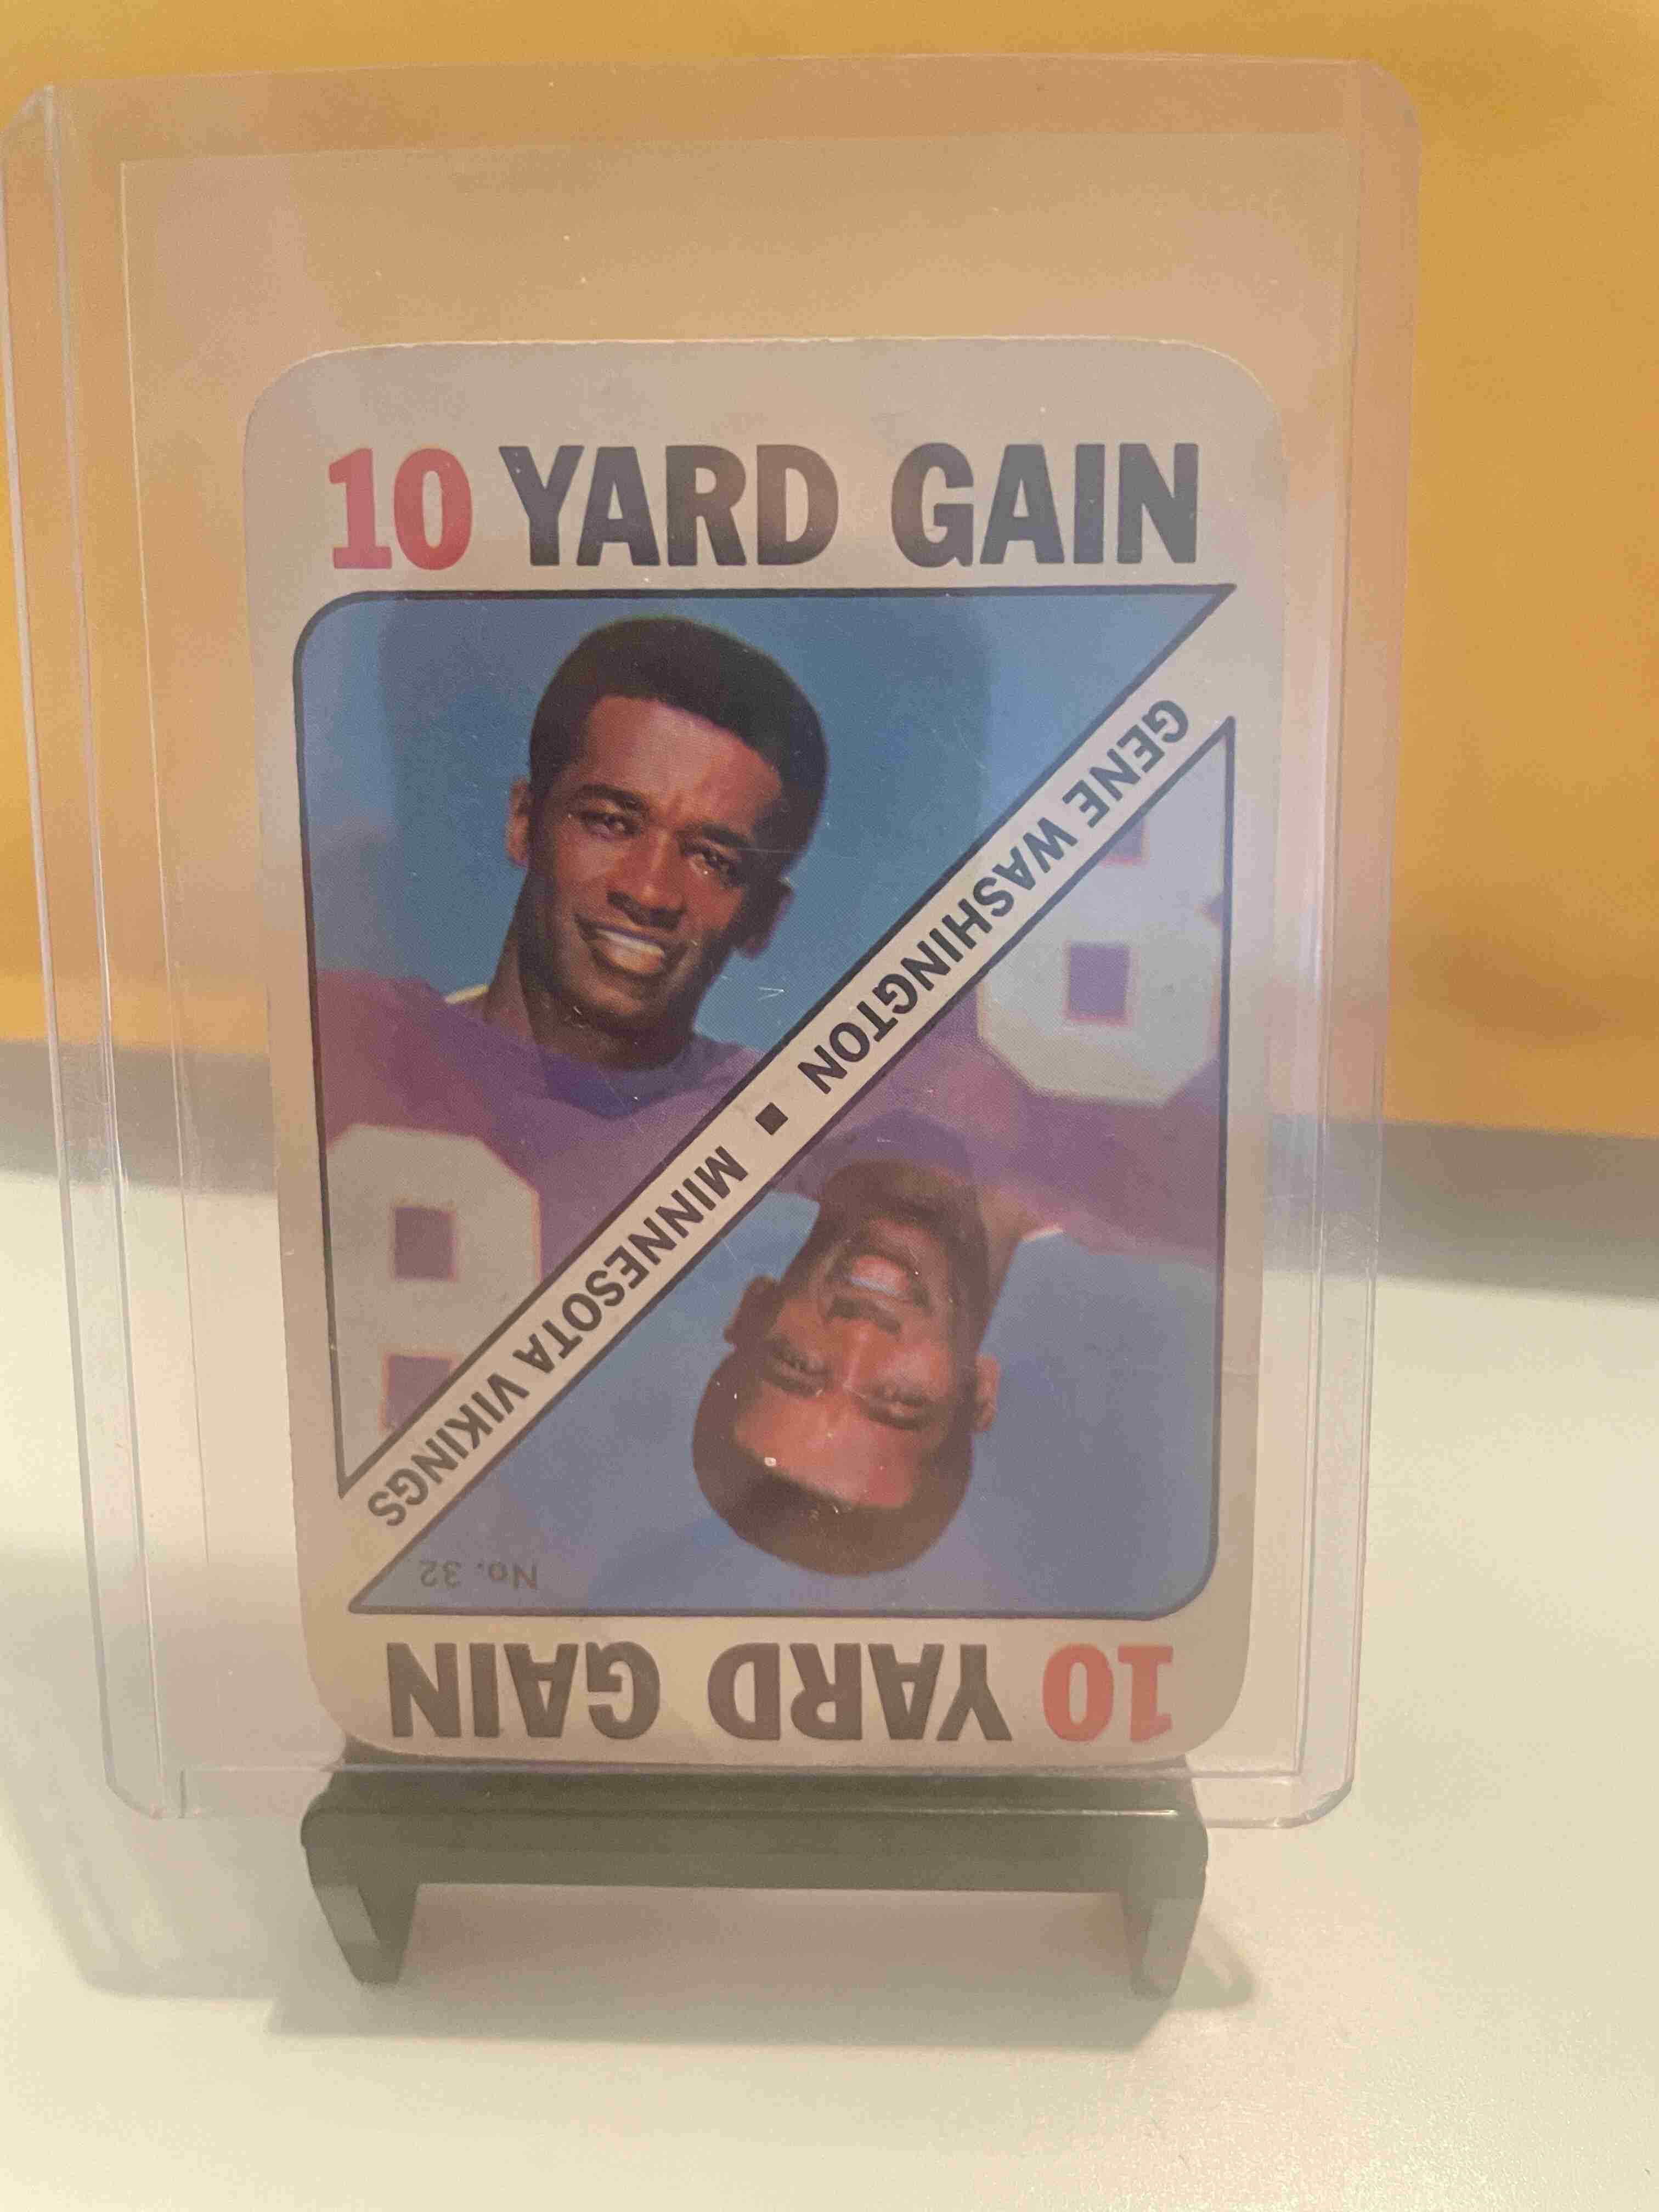 10 YARD GAIN
GENE WASHINGTON ■ MINNESOTA VIKINGS
No. 32
10 YARD GAIN